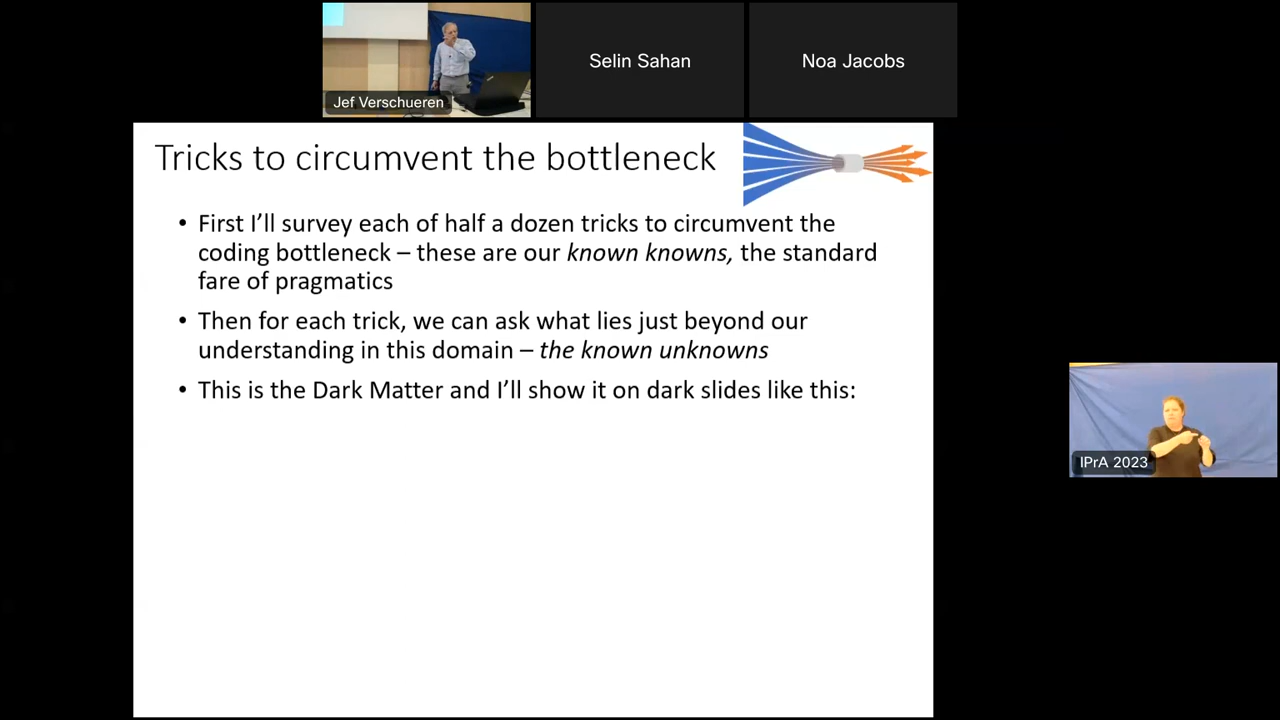 Jef Verschueren
Selin Sahan
Noa Jacobs
Tricks to circumvent the bottleneck
• First I’ll survey each of half a dozen tricks to circumvent the
coding bottleneck – these are our known knowns, the standard
fare of pragmatics
• Then for each trick, we can ask what lies just beyond our
understanding in this domain – the known unknowns
• This is the Dark Matter and I’ll show it on dark slides like this:
IPrA 2023